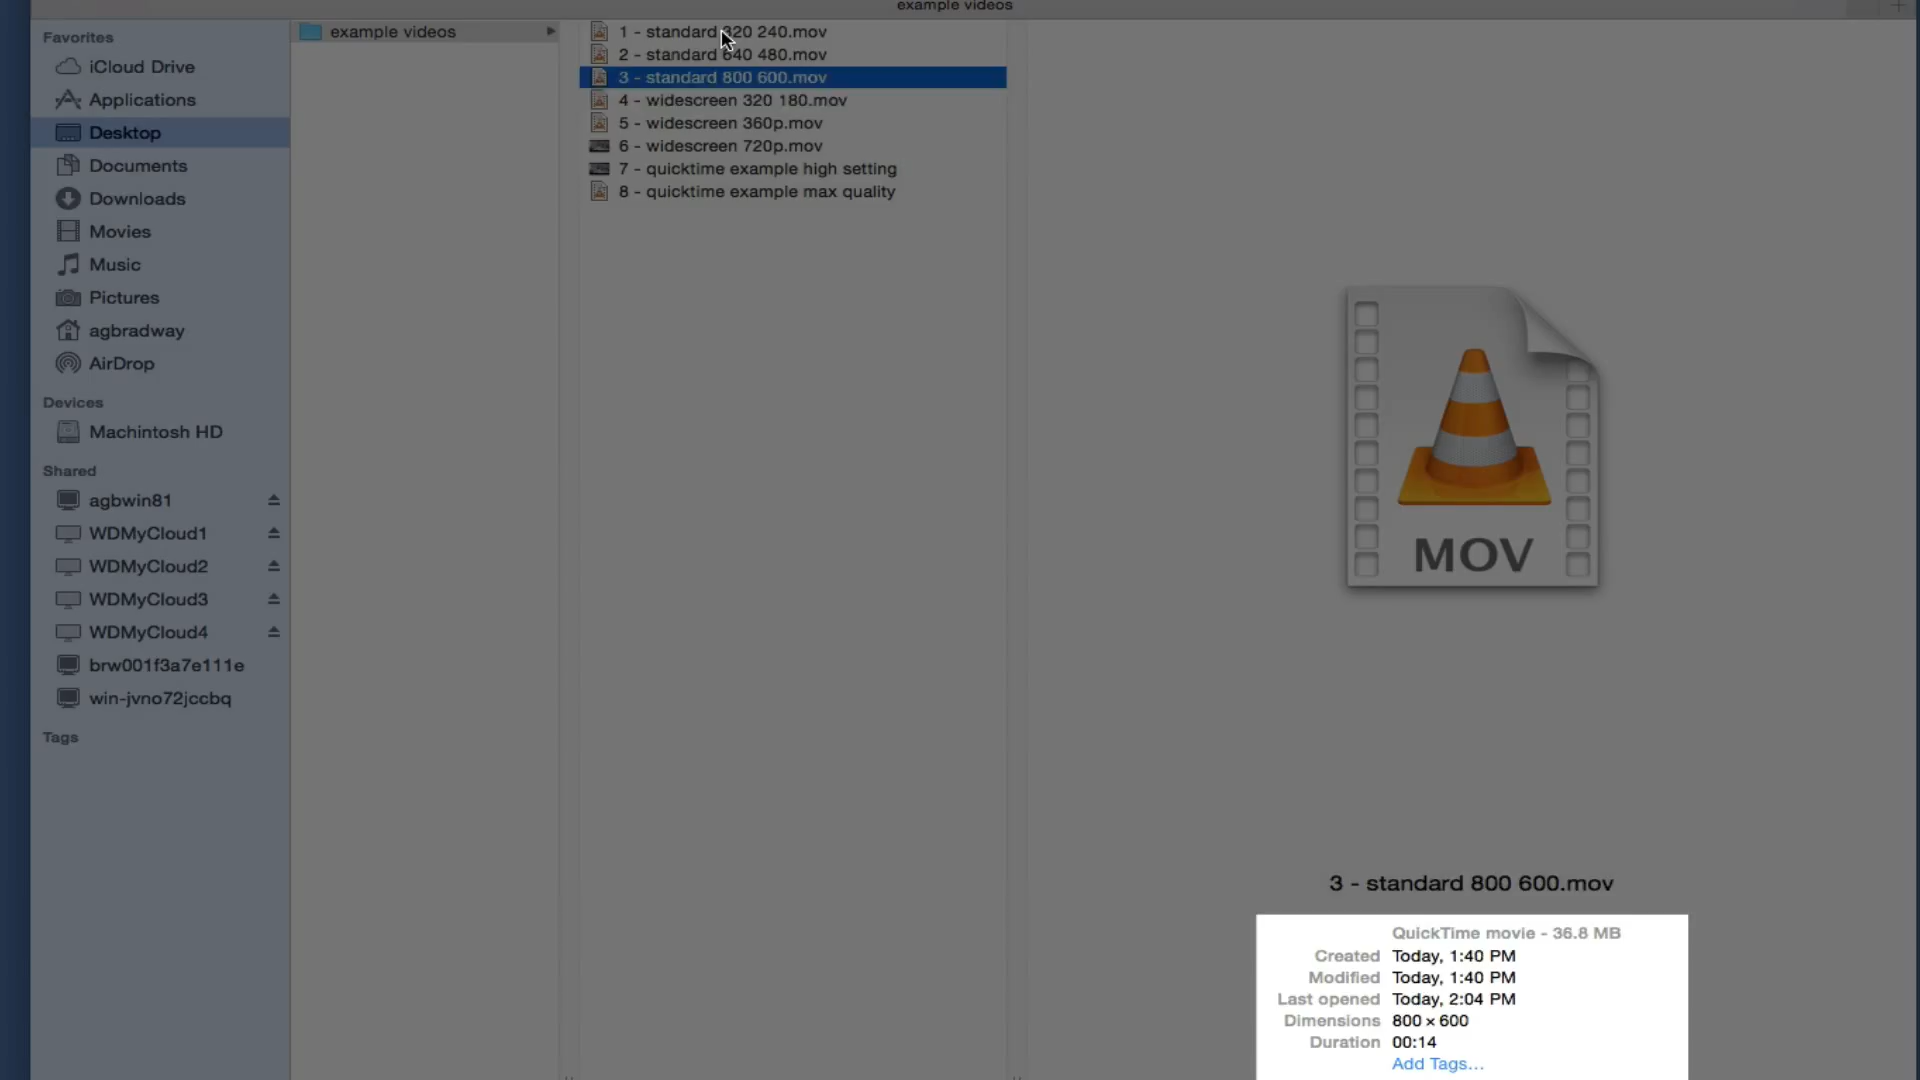 example videos
Favorites
iCloud Drive
Applications
Desktop
Documents
Downloads
Movies
Music
Pictures
agbradway
AirDrop
Devices
Machintosh HD
Shared
agbwin81
WDMyCloud1
WDMyCloud2
WDMyCloud3
WDMyCloud4
brw001f3a7e111e
win-jvno72jccbq
Tags
example videos
1 - standard 320 240.mov
2 - standard 640 480.mov
3 - standard 800 600.mov
4 - widescreen 320 180.mov
5 - widescreen 360p.mov
6 - widescreen 720p.mov
7 - quicktime example high setting
8 - quicktime example max quality
MOV
3 - standard 800 600.mov
QuickTime movie - 36.8 MB
Created Today, 1:40 PM
Modified Today, 1:40 PM
Last opened Today, 2:04 PM
Dimensions 800 × 600
Duration 00:14
Add Tags...